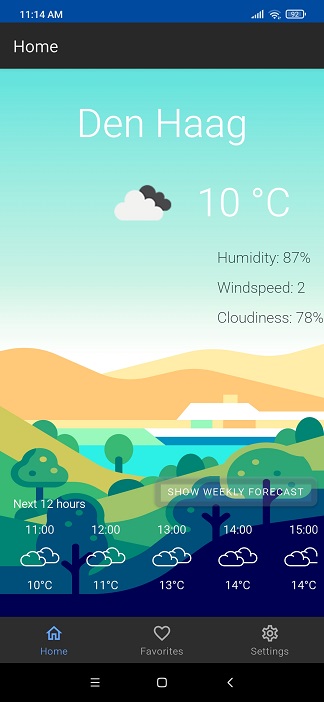 11:14 AM
92
Home
Den Haag
10 °C
Humidity: 87%
Windspeed: 2
Cloudiness: 78%
SHOW WEEKLY FORECAST
Next 12 hours
11:00 12:00 13:00 14:00 15:00
10°C 11°C 13°C 14°C 14°C
Home Favorites Settings